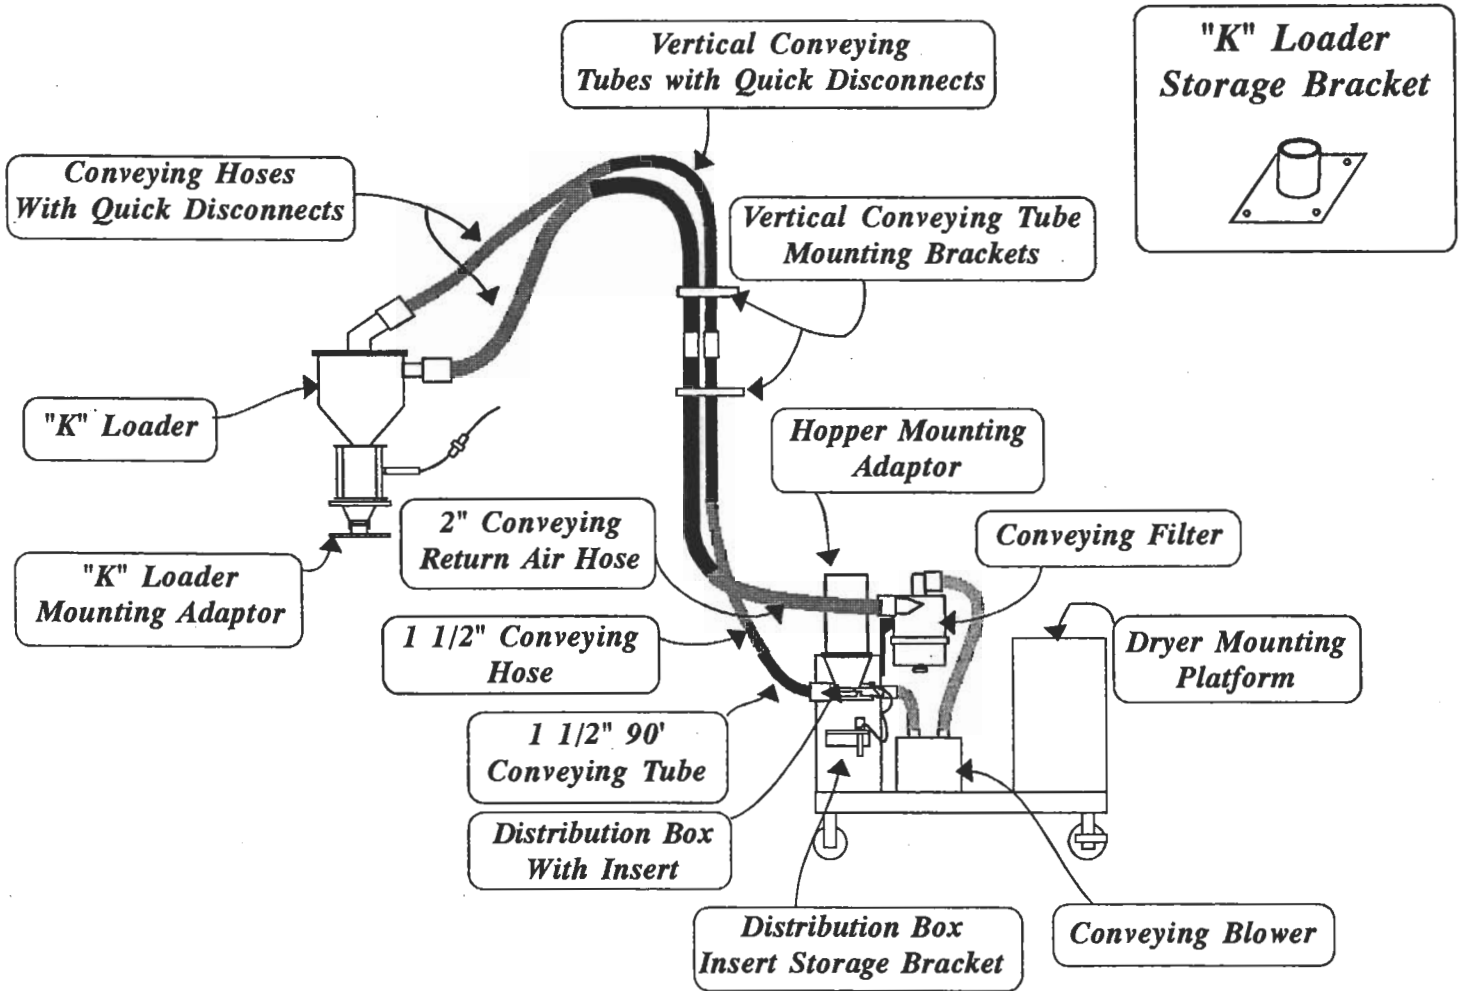 Vertical Conveying
Tubes with Quick Disconnects
"K" Loader
Storage Bracket
Conveying Hoses
With Quick Disconnects
Vertical Conveying Tube
Mounting Brackets
"K" Loader
Hopper Mounting
Adaptor
2" Conveying
Return Air Hose
Conveying Filter
"K" Loader
Mounting Adaptor
1 1/2" Conveying
Hose
Dryer Mounting
Platform
1 1/2" 90'
Conveying Tube
Distribution Box
With Insert
Distribution Box
Insert Storage Bracket
Conveying Blower